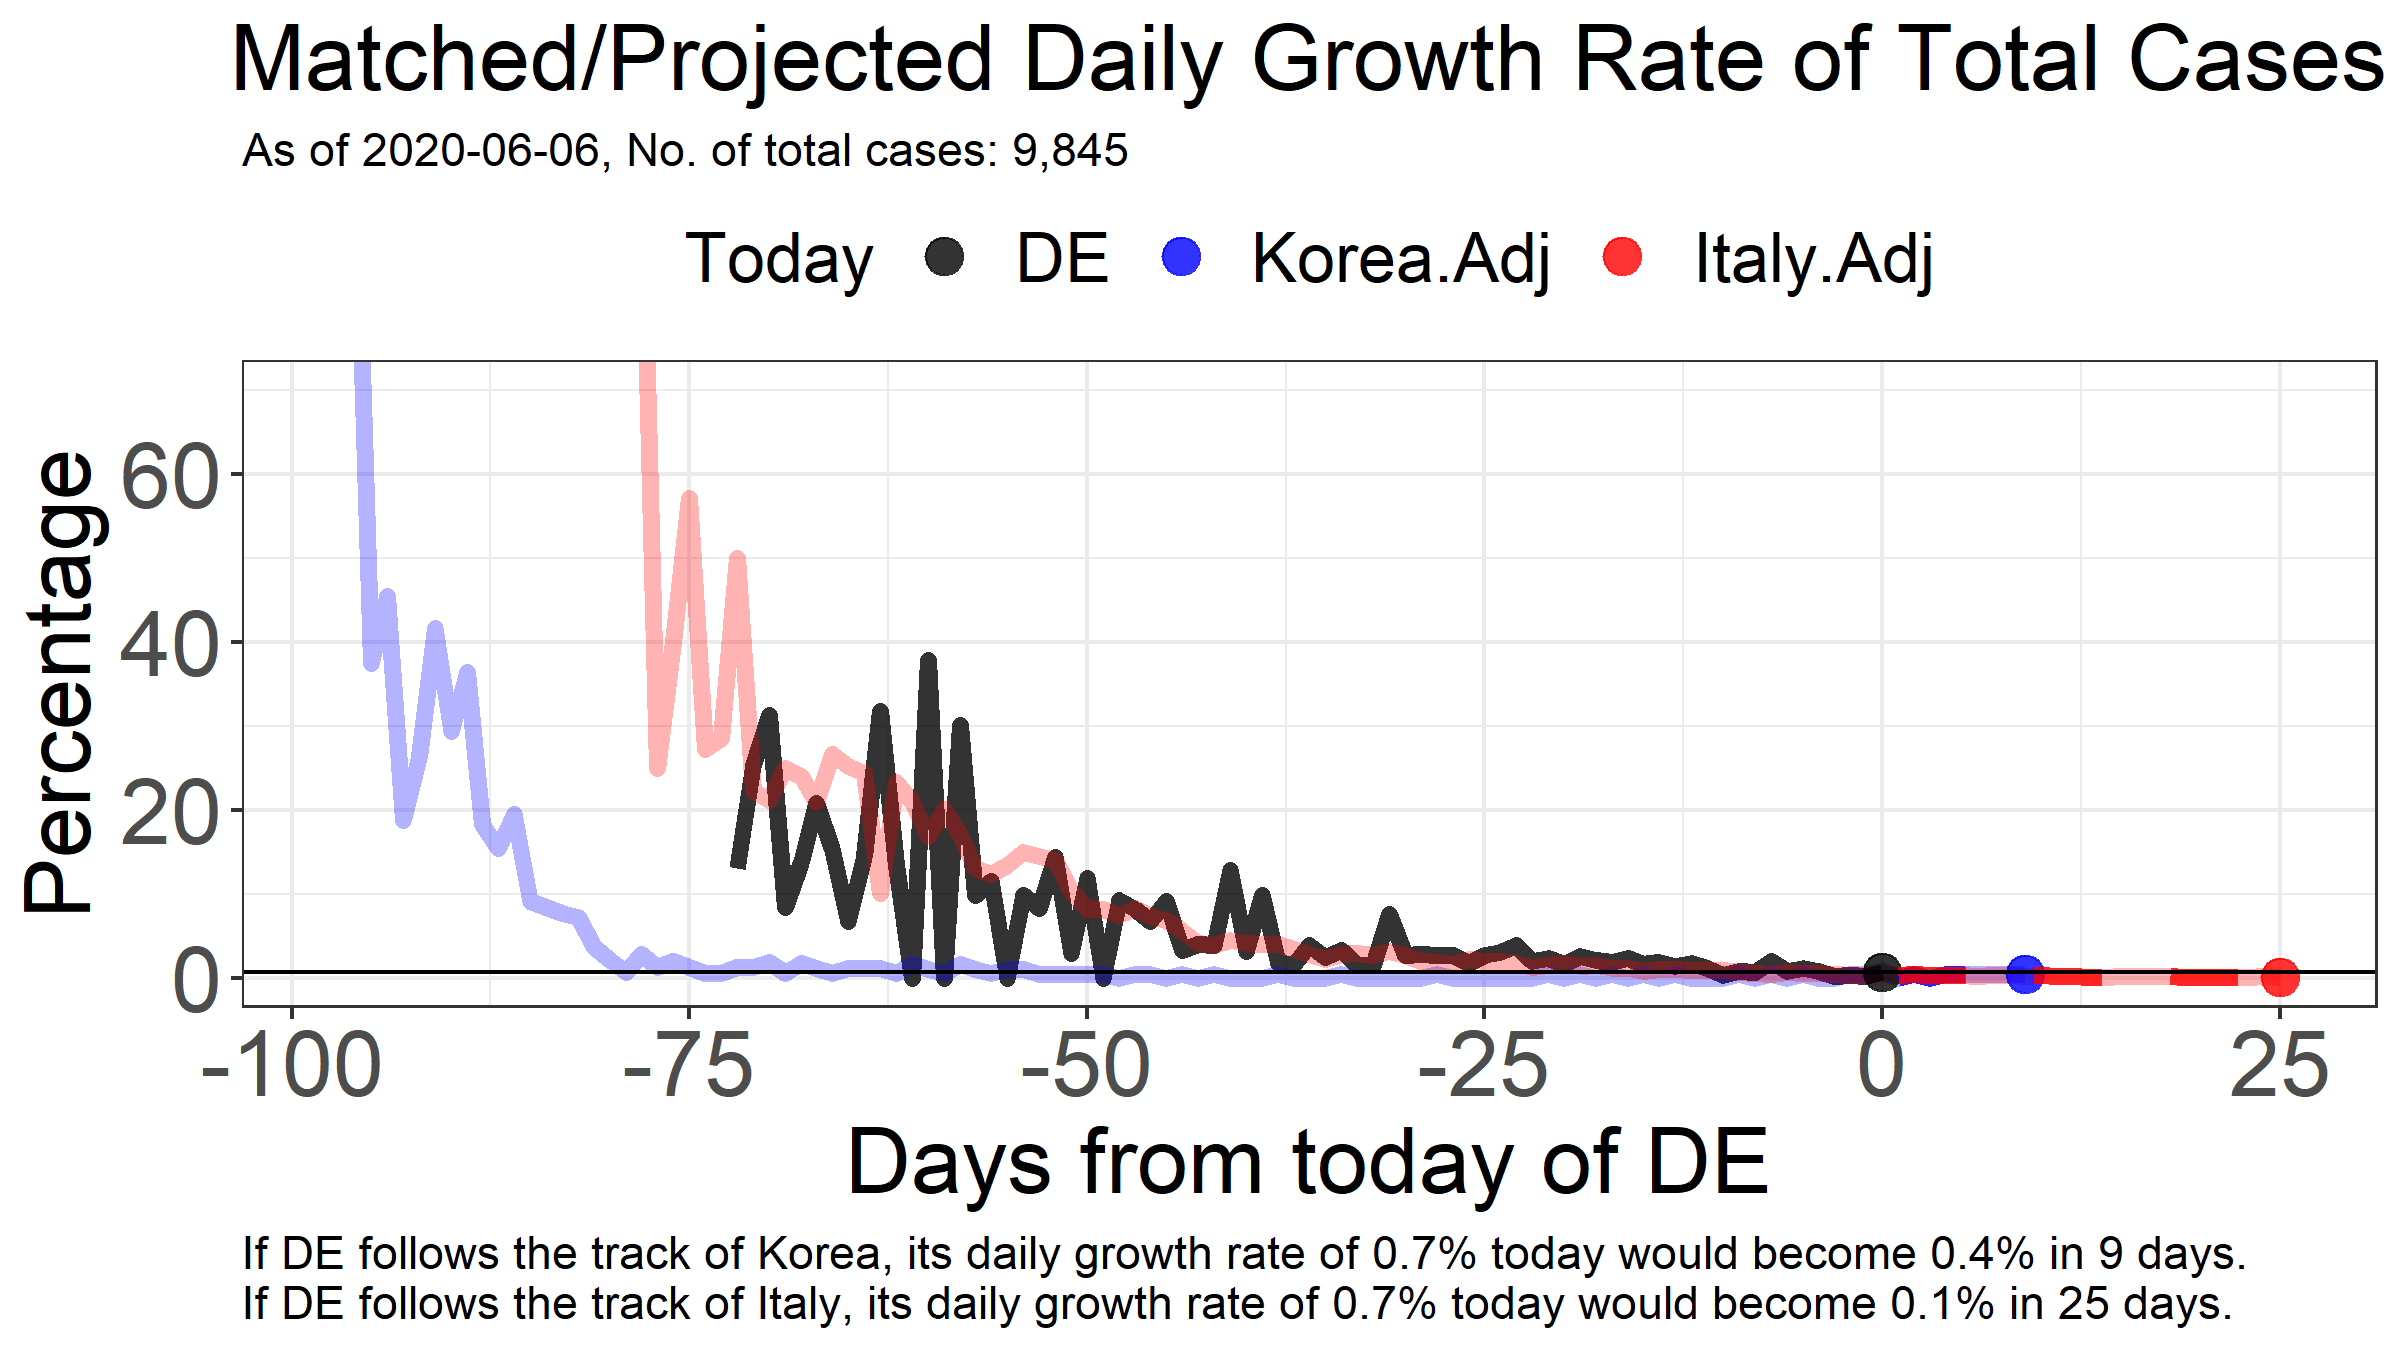 Matched/Projected Daily Growth Rate of Total Cases
As of 2020-06-06, No. of total cases: 9,845
Today DE Korea.Adj Italy.Adj
Percentage
60
40
20
0
-100 -75 -50 -25 0 25
Days from today of DE
If DE follows the track of Korea, its daily growth rate of 0.7% today would become 0.4% in 9 days.
If DE follows the track of Italy, its daily growth rate of 0.7% today would become 0.1% in 25 days.